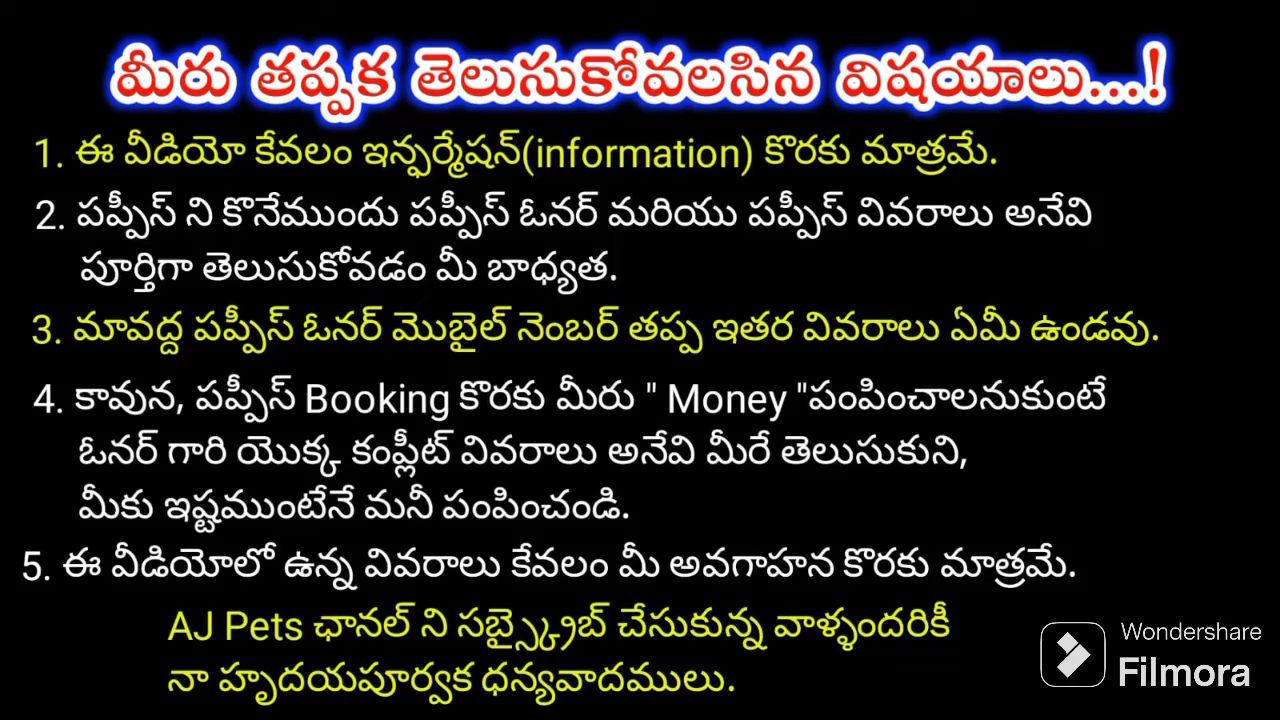 మీరు తప్పక తెలుసుకోవలసిన విషయాలు...!
1. ఈ వీడియో కేవలం ఇన్ఫర్మేషన్(information) కొరకు మాత్రమే.
2. పప్పీస్ ని కొనేముందు పప్పీస్ ఓనర్ మరియు పప్పీస్ వివరాలు అనేవి
పూర్తిగా తెలుసుకోవడం మీ బాధ్యత.
3. మావద్ద పప్పీస్ ఓనర్ మొబైల్ నెంబర్ తప్ప ఇతర వివరాలు ఏమీ ఉండవు.
4. కావున, పప్పీస్ Booking కొరకు మీరు " Money "పంపించాలనుకుంటే
ఓనర్ గారి యొక్క కంప్లీట్ వివరాలు అనేవి మీరే తెలుసుకుని,
మీకు ఇష్టముంటేనే మనీ పంపించండి.
5. ఈ వీడియోలో ఉన్న వివరాలు కేవలం మీ అవగాహన కొరకు మాత్రమే.
AJ Pets ఛానల్ ని సబ్స్క్రైబ్ చేసుకున్న వాళ్ళందరికీ
నా హృదయపూర్వక ధన్యవాదములు.
Wondershare
Filmora